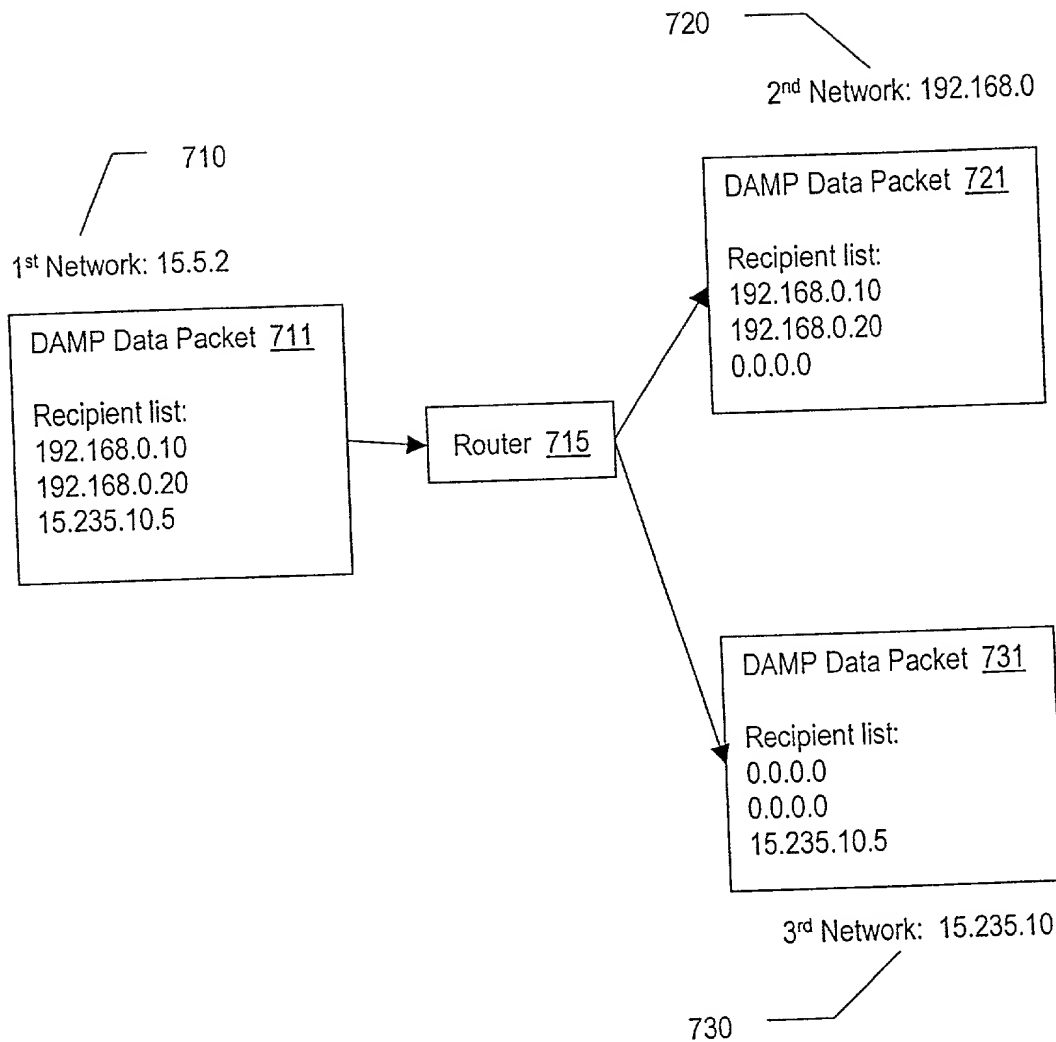 720
2nd Network: 192.168.0
710
1st Network: 15.5.2
DAMP Data Packet 721
Recipient list:
192.168.0.10
192.168.0.20
0.0.0.0
DAMP Data Packet 711
Recipient list:
192.168.0.10
192.168.0.20
15.235.10.5
Router 715
DAMP Data Packet 731
Recipient list:
0.0.0.0
0.0.0.0
15.235.10.5
3rd Network: 15.235.10
730